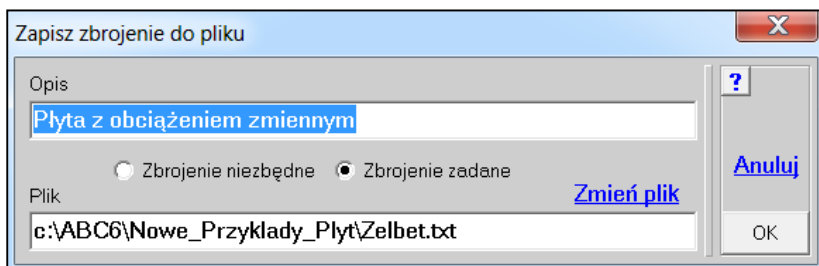 Zapisz zbrojenie do pliku
X
Opis
?
Płyta z obciążeniem zmiennym
Zbrojenie niezbędne Zbrojenie zadane
Anuluj
Plik
Zmień plik
c:\ABC6\Nowe_Przyklady_Plyt\Zelbet.txt
OK